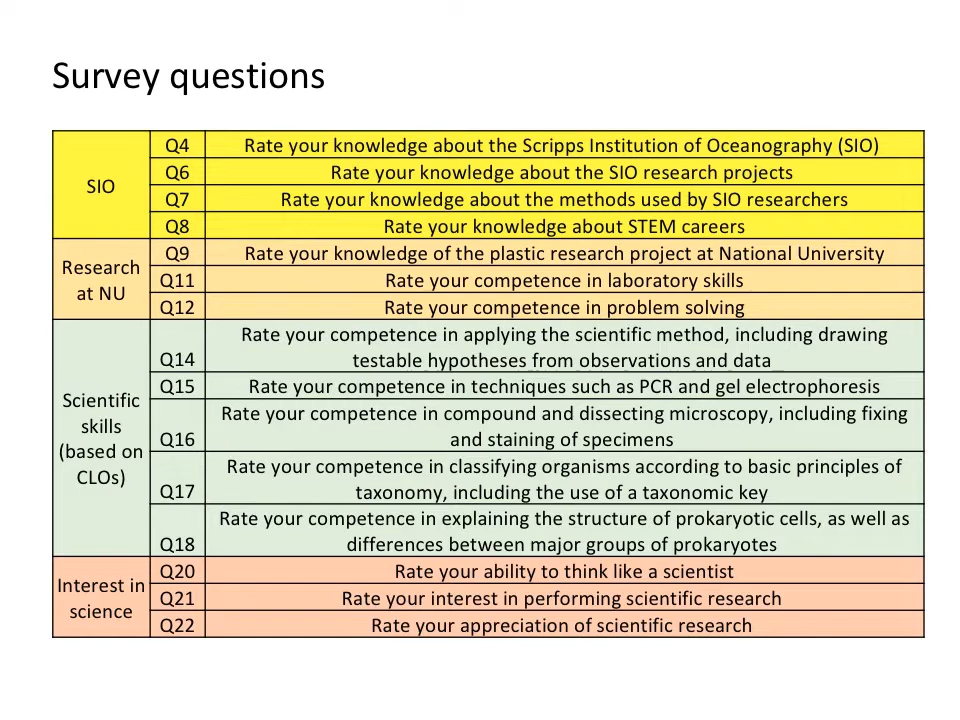 Survey questions
SIO
Q4 Rate your knowledge about the Scripps Institution of Oceanography (SIO)
Q6 Rate your knowledge about the SIO research projects
Q7 Rate your knowledge about the methods used by SIO researchers
Q8 Rate your knowledge about STEM careers
Research
at NU
Q9 Rate your knowledge of the plastic research project at National University
Q11 Rate your competence in laboratory skills
Q12 Rate your competence in problem solving
Scientific
skills
(based on
CLOs)
Q14 Rate your competence in applying the scientific method, including drawing
testable hypotheses from observations and data
Q15 Rate your competence in techniques such as PCR and gel electrophoresis
Q16 Rate your competence in compound and dissecting microscopy, including fixing
and staining of specimens
Q17 Rate your competence in classifying organisms according to basic principles of
taxonomy, including the use of a taxonomic key
Q18 Rate your competence in explaining the structure of prokaryotic cells, as well as
differences between major groups of prokaryotes
Interest in
science
Q20 Rate your ability to think like a scientist
Q21 Rate your interest in performing scientific research
Q22 Rate your appreciation of scientific research